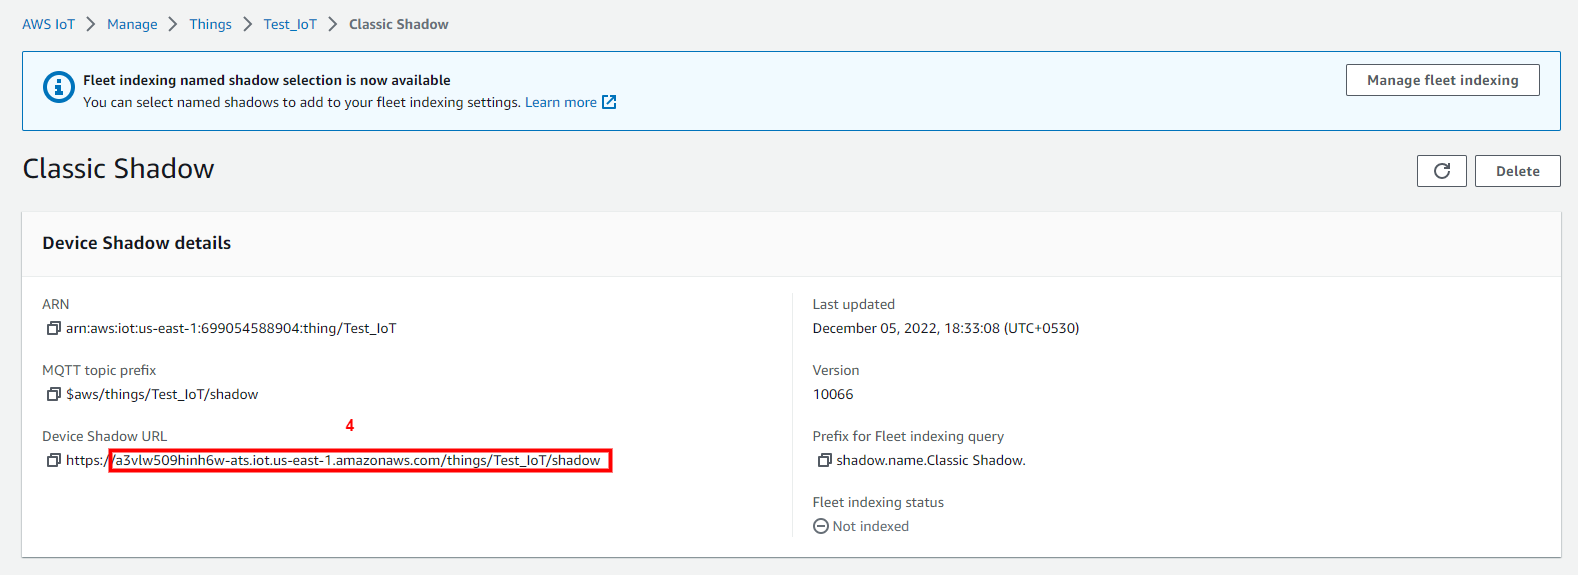 AWS IoT > Manage > Things > Test_IoT > Classic Shadow
Fleet indexing named shadow selection is now available
You can select named shadows to add to your fleet indexing settings. Learn more
Manage fleet indexing
Classic Shadow
Delete
Device Shadow details
ARN
arn:aws:iot:us-east-1:699054588904:thing/Test_IoT
MQTT topic prefix
$aws/things/Test_IoT/shadow
4
Device Shadow URL
https://a3vlw509hinh6w-ats.iot.us-east-1.amazonaws.com/things/Test_IoT/shadow
Last updated
December 05, 2022, 18:33:08 (UTC+0530)
Version
10066
Prefix for Fleet indexing query
shadow.name.Classic Shadow.
Fleet indexing status
Not indexed